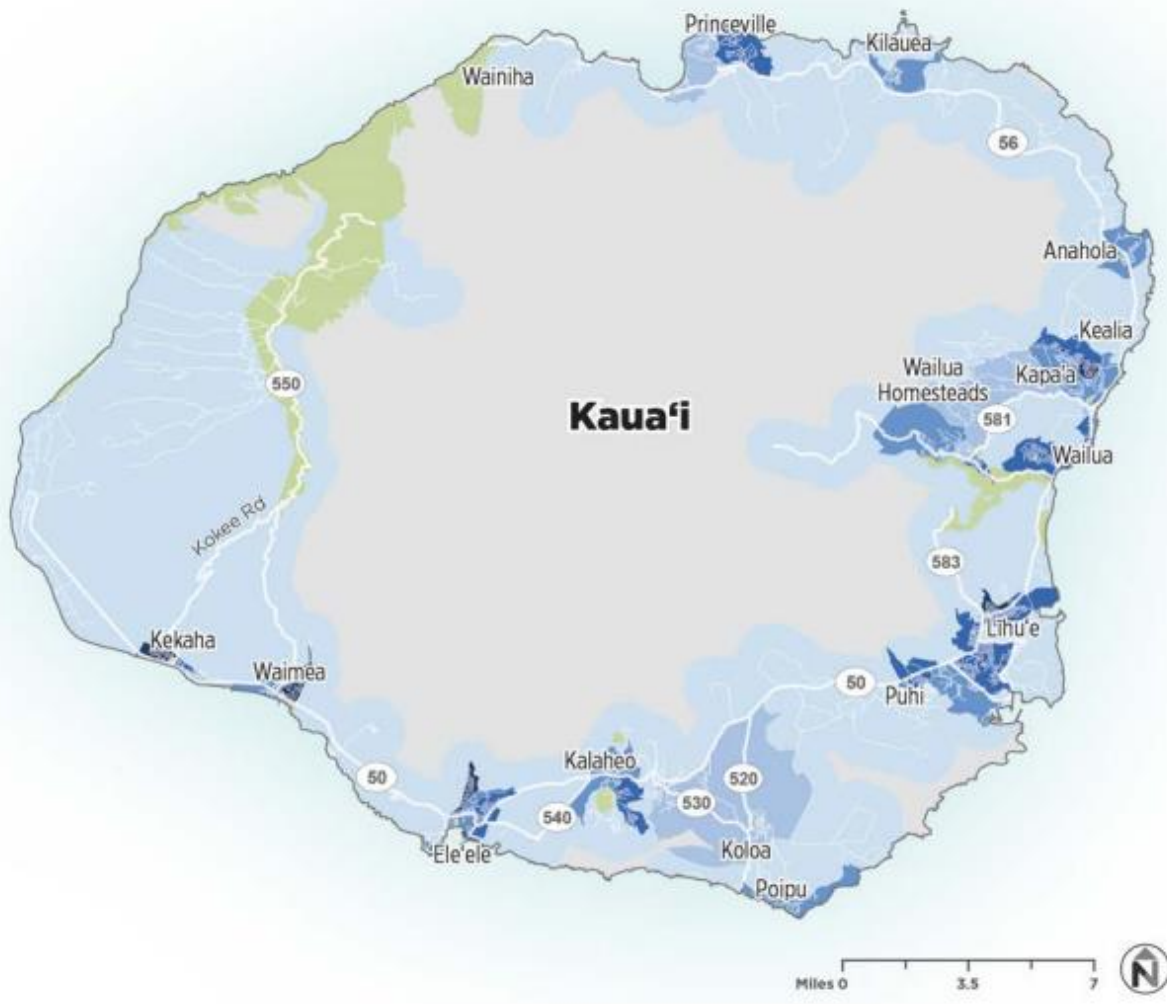 Princeville
Kilauea
Wainiha
56
Anahola
Kealia
Wailua
Homesteads
Kapa'a
550
Kaua‘i
581
Wailua
Kokee Rd
583
Kekaha
Lihu'e
Waimea
50
Puhi
Kalaheo
50
520
540
530
Ele'ele
Koloa
Poipu
Miles 0 3.5 7
N